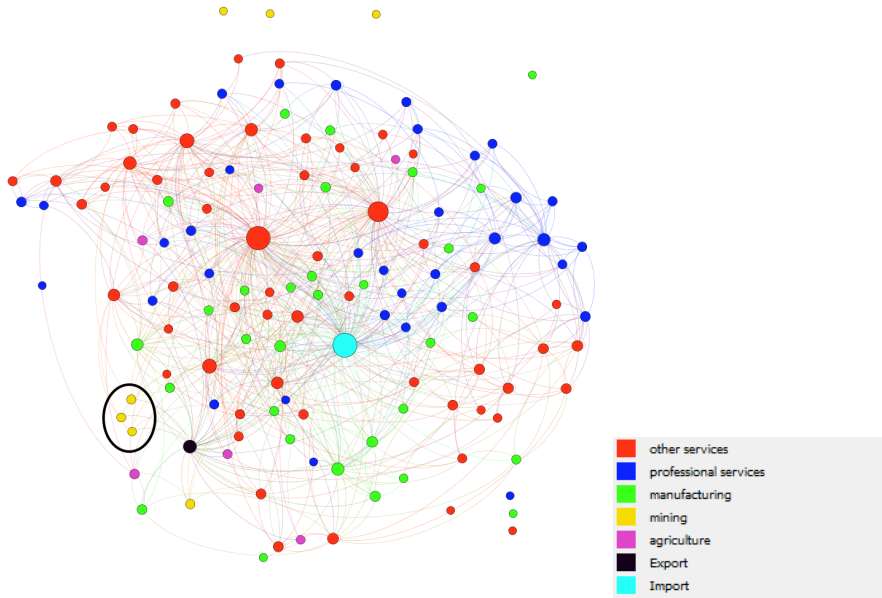 other services
professional services
manufacturing
mining
agriculture
Export
Import